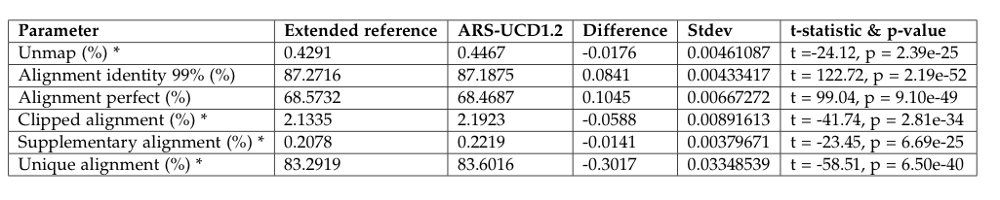 Parameter Extended reference ARS-UCD1.2 Difference Stdev t-statistic & p-value
Unmap (%) * 0.4291 0.4467 -0.0176 0.00461087 t =-24.12, p = 2.39e-25
Alignment identity 99% (%) 87.2716 87.1875 0.0841 0.00433417 t = 122.72, p = 2.19e-52
Alignment perfect (%) 68.5732 68.4687 0.1045 0.00667272 t = 99.04, p = 9.10e-49
Clipped alignment (%) * 2.1335 2.1923 -0.0588 0.00891613 t = -41.74, p = 2.81e-34
Supplementary alignment (%) * 0.2078 0.2219 -0.0141 0.00379671 t = -23.45, p = 6.69e-25
Unique alignment (%) * 83.2919 83.6016 -0.3017 0.03348539 t = -58.51, p = 6.50e-40